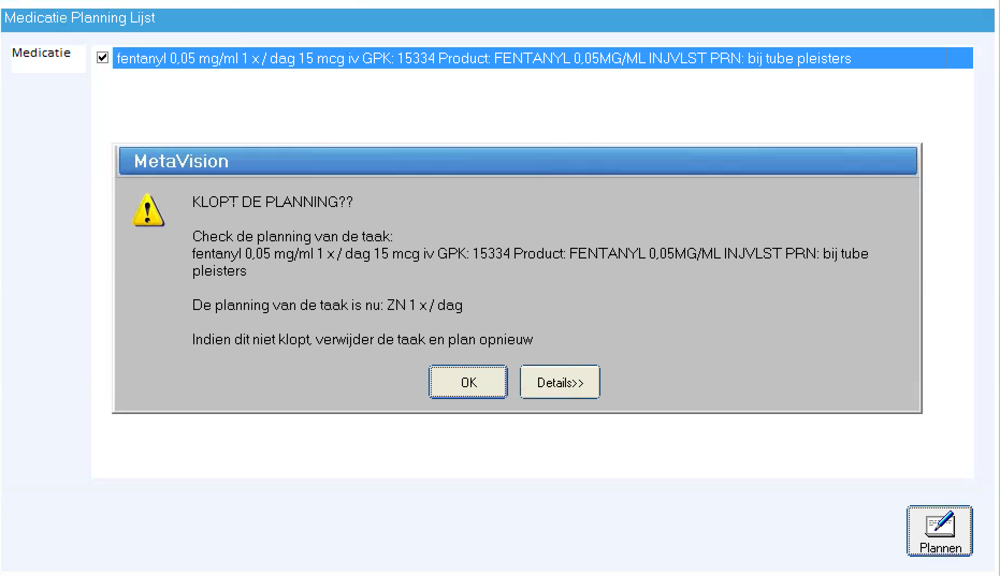 Medicatie Planning Lijst
Medicatie
fentanyl 0,05 mg/ml 1 x / dag 15 mcg iv GPK: 15334 Product: FENTANYL 0,05MG/ML INJVLST PRN: bij tube pleisters
MetaVision
KLOPT DE PLANNING??
Check de planning van de taak:
fentanyl 0,05 mg/ml 1 x / dag 15 mcg iv GPK: 15334 Product: FENTANYL 0,05MG/ML INJVLST PRN: bij tube
pleisters
De planning van de taak is nu: ZN 1 x / dag
Indien dit niet klopt, verwijder de taak en plan opnieuw
OK
Details>>
Plannen